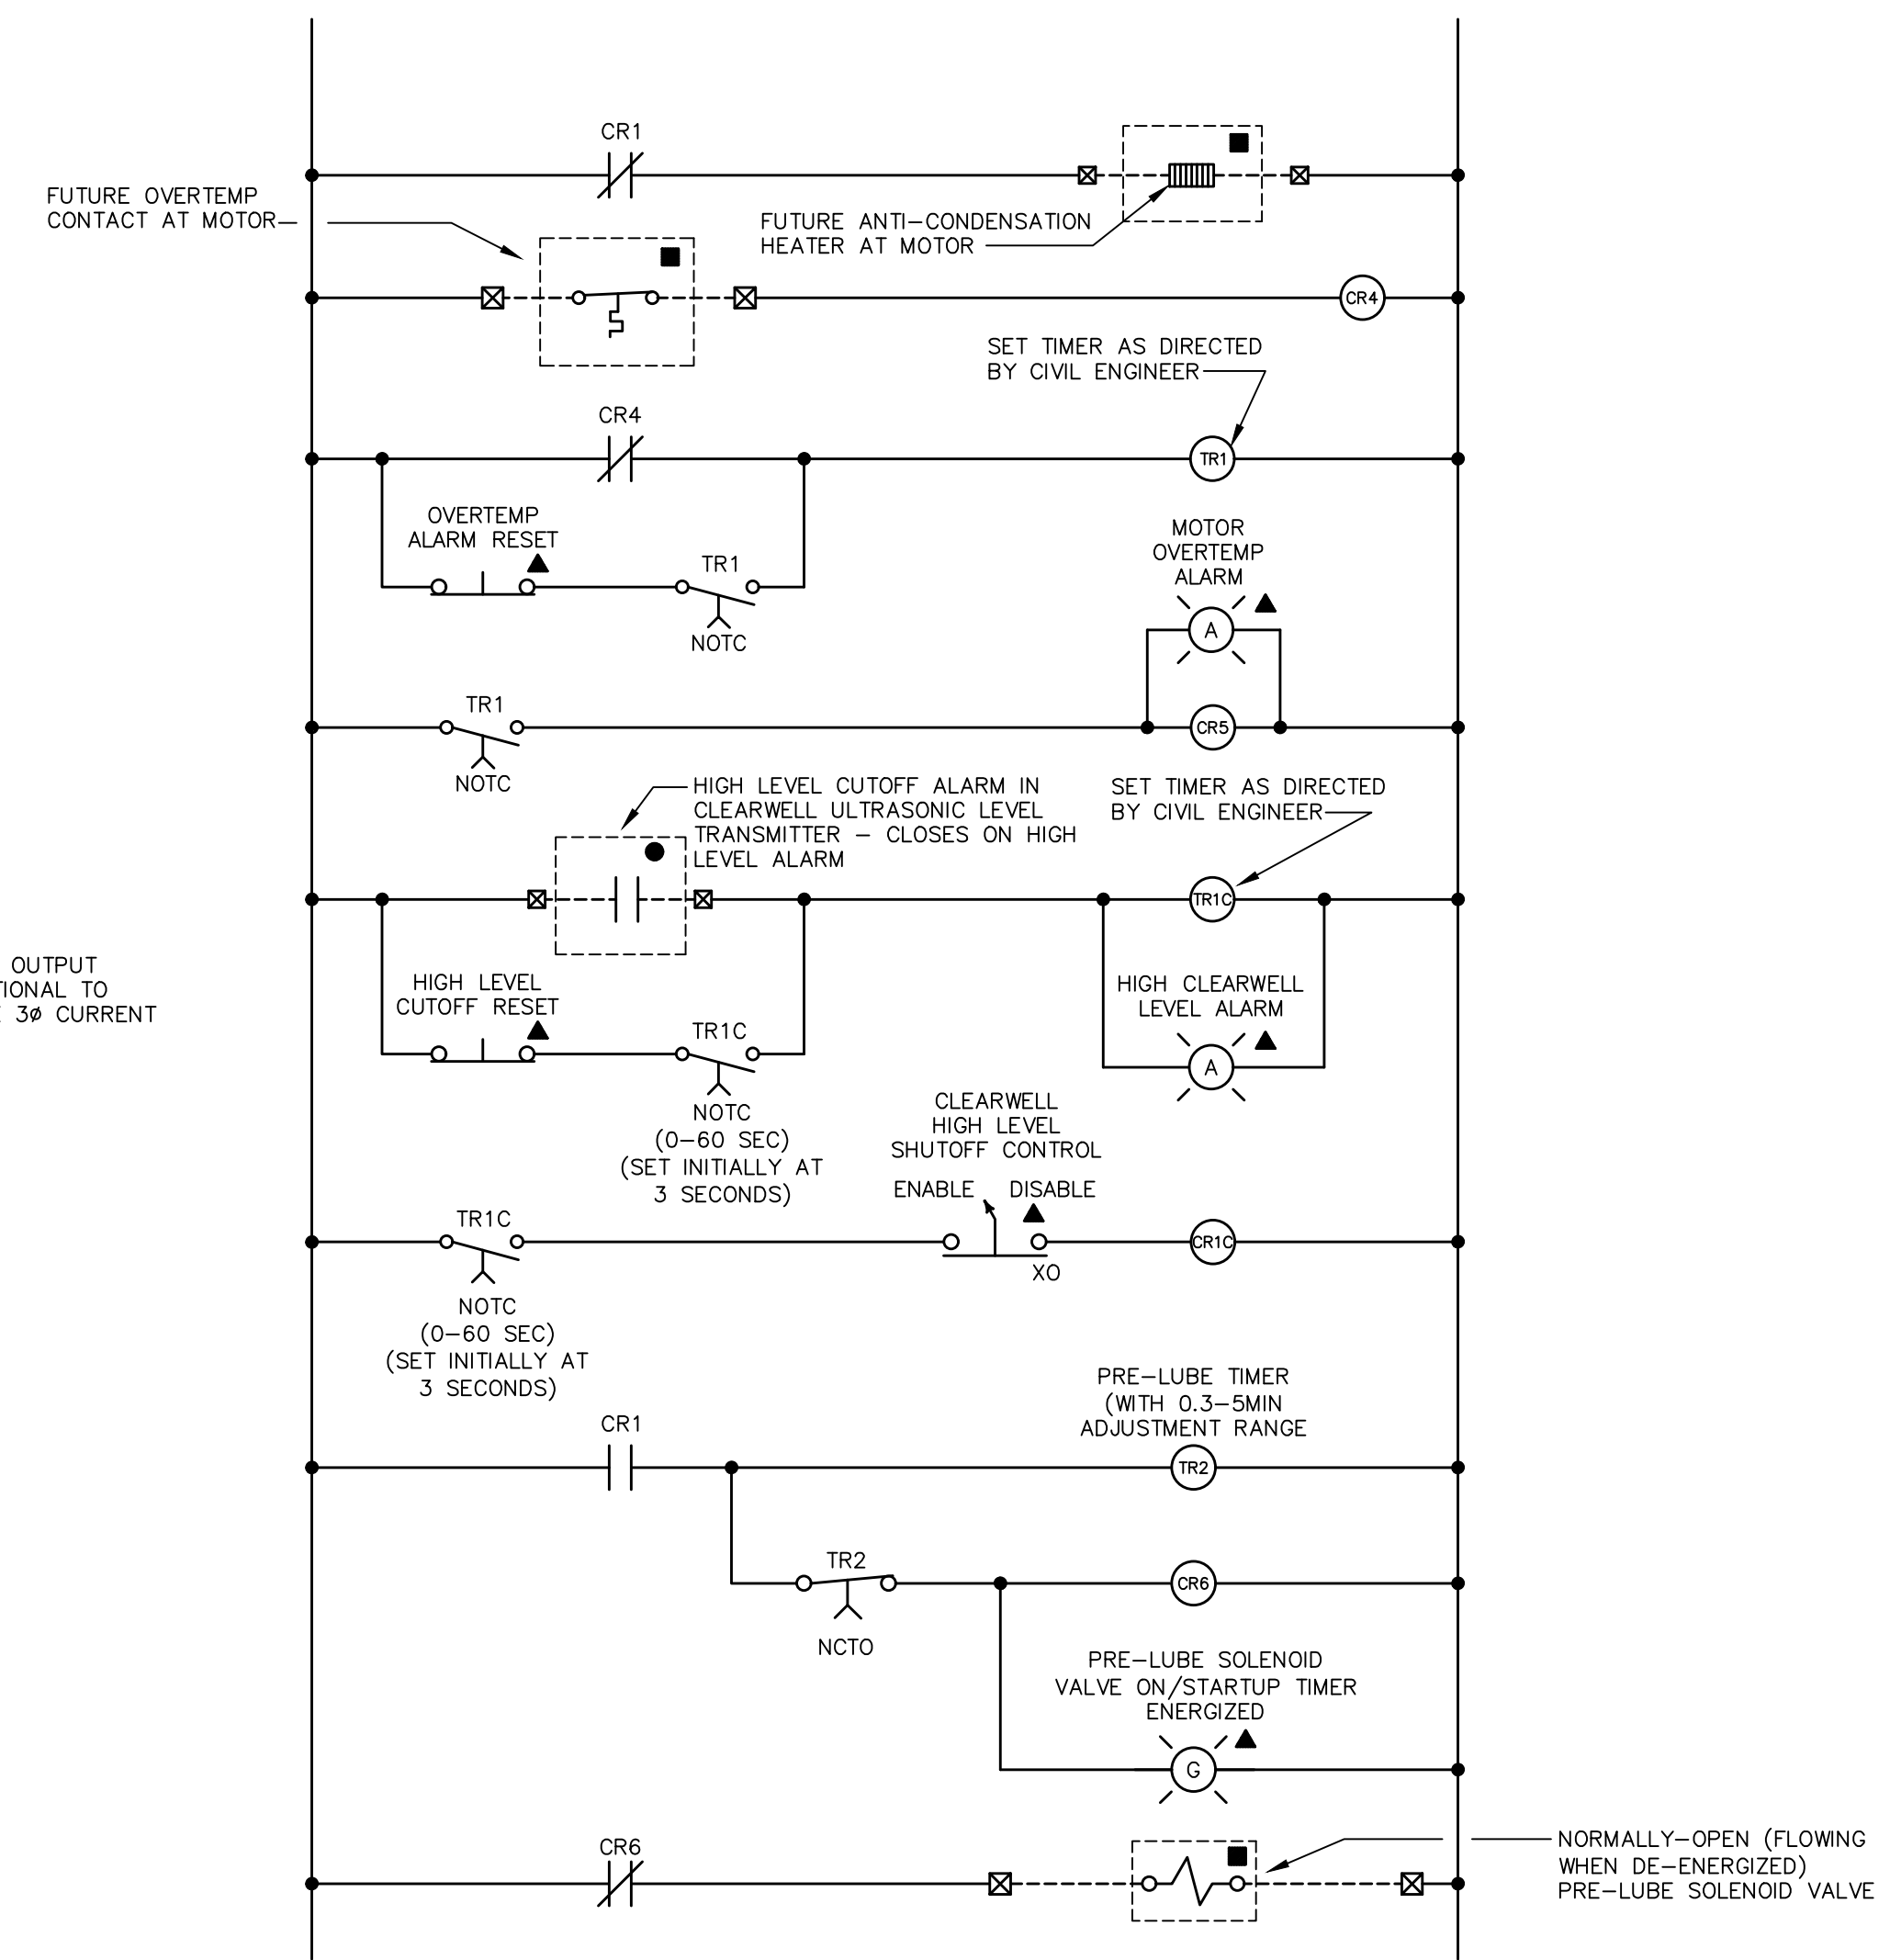 CR1
FUTURE OVERTEMP
CONTACT AT MOTOR
FUTURE ANTI-CONDENSATION
HEATER AT MOTOR
CR4
SET TIMER AS DIRECTED
BY CIVIL ENGINEER
CR4
TR1
OVERTEMP
ALARM RESET
TR1
NOTC
MOTOR
OVERTEMP
ALARM
A
TR1
NOTC
CR5
HIGH LEVEL CUTOFF ALARM IN
CLEARWELL ULTRASONIC LEVEL
TRANSMITTER - CLOSES ON HIGH
LEVEL ALARM
SET TIMER AS DIRECTED
BY CIVIL ENGINEER
TR1C
OUTPUT
TIONAL TO
3Ø CURRENT
HIGH LEVEL
CUTOFF RESET
TR1C
NOTC
(0-60 SEC)
(SET INITIALLY AT
3 SECONDS)
HIGH CLEARWELL
LEVEL ALARM
A
CLEARWELL
HIGH LEVEL
SHUTOFF CONTROL
ENABLE DISABLE
XO
TR1C
NOTC
(0-60 SEC)
(SET INITIALLY AT
3 SECONDS)
CR1C
PRE-LUBE TIMER
(WITH 0.3-5MIN
ADJUSTMENT RANGE
CR1
TR2
TR2
NCTO
CR6
PRE-LUBE SOLENOID
VALVE ON/STARTUP TIMER
ENERGIZED
G
CR6
NORMALLY-OPEN (FLOWING
WHEN DE-ENERGIZED)
PRE-LUBE SOLENOID VALVE